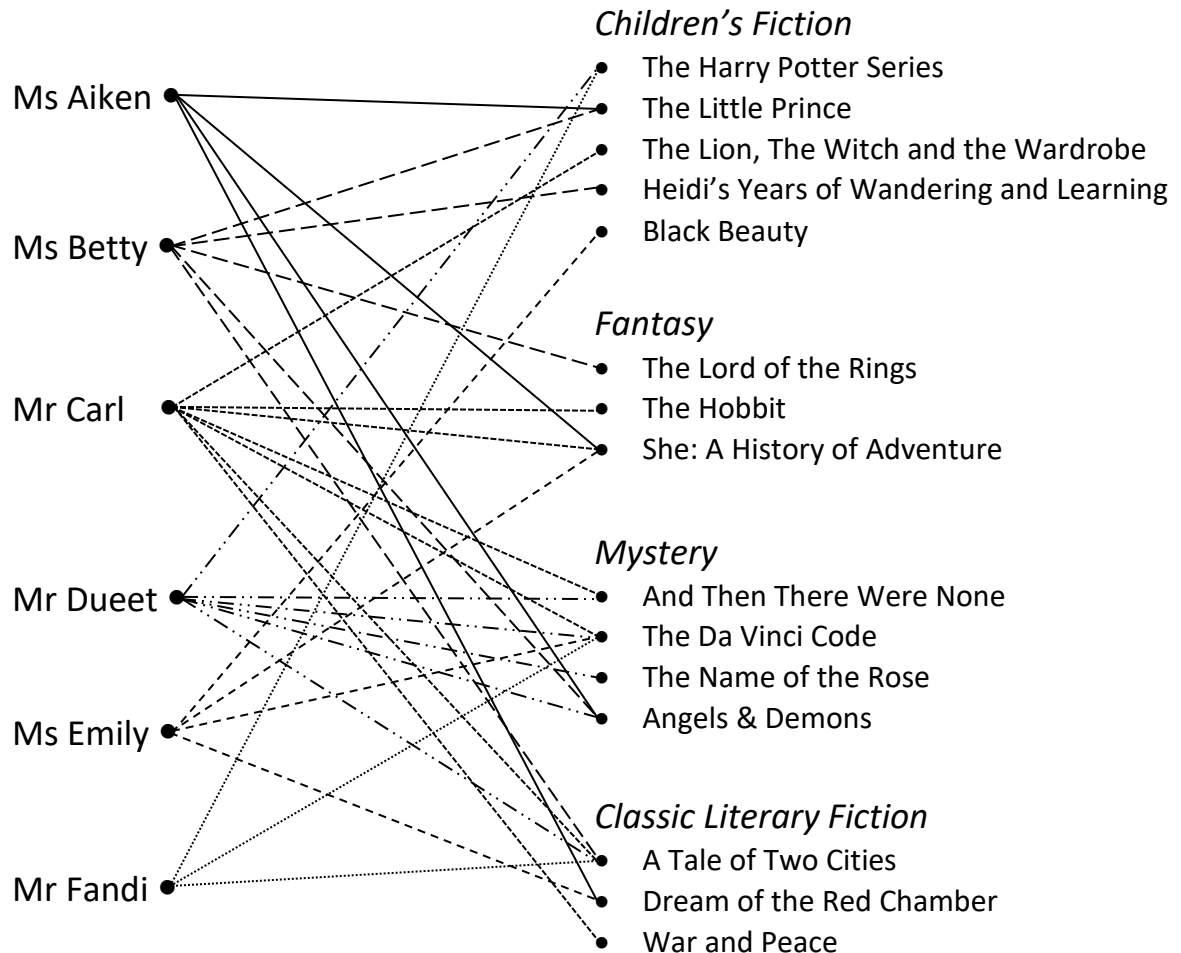 Children’s Fiction
The Harry Potter Series
Ms Aiken
The Little Prince
The Lion, The Witch and the Wardrobe
Heidi’s Years of Wandering and Learning
Black Beauty
Ms Betty
Fantasy
The Lord of the Rings
Mr Carl
The Hobbit
She: A History of Adventure
Mystery
Mr Dueet
And Then There Were None
The Da Vinci Code
The Name of the Rose
Angels & Demons
Ms Emily
Classic Literary Fiction
A Tale of Two Cities
Mr Fandi
Dream of the Red Chamber
War and Peace